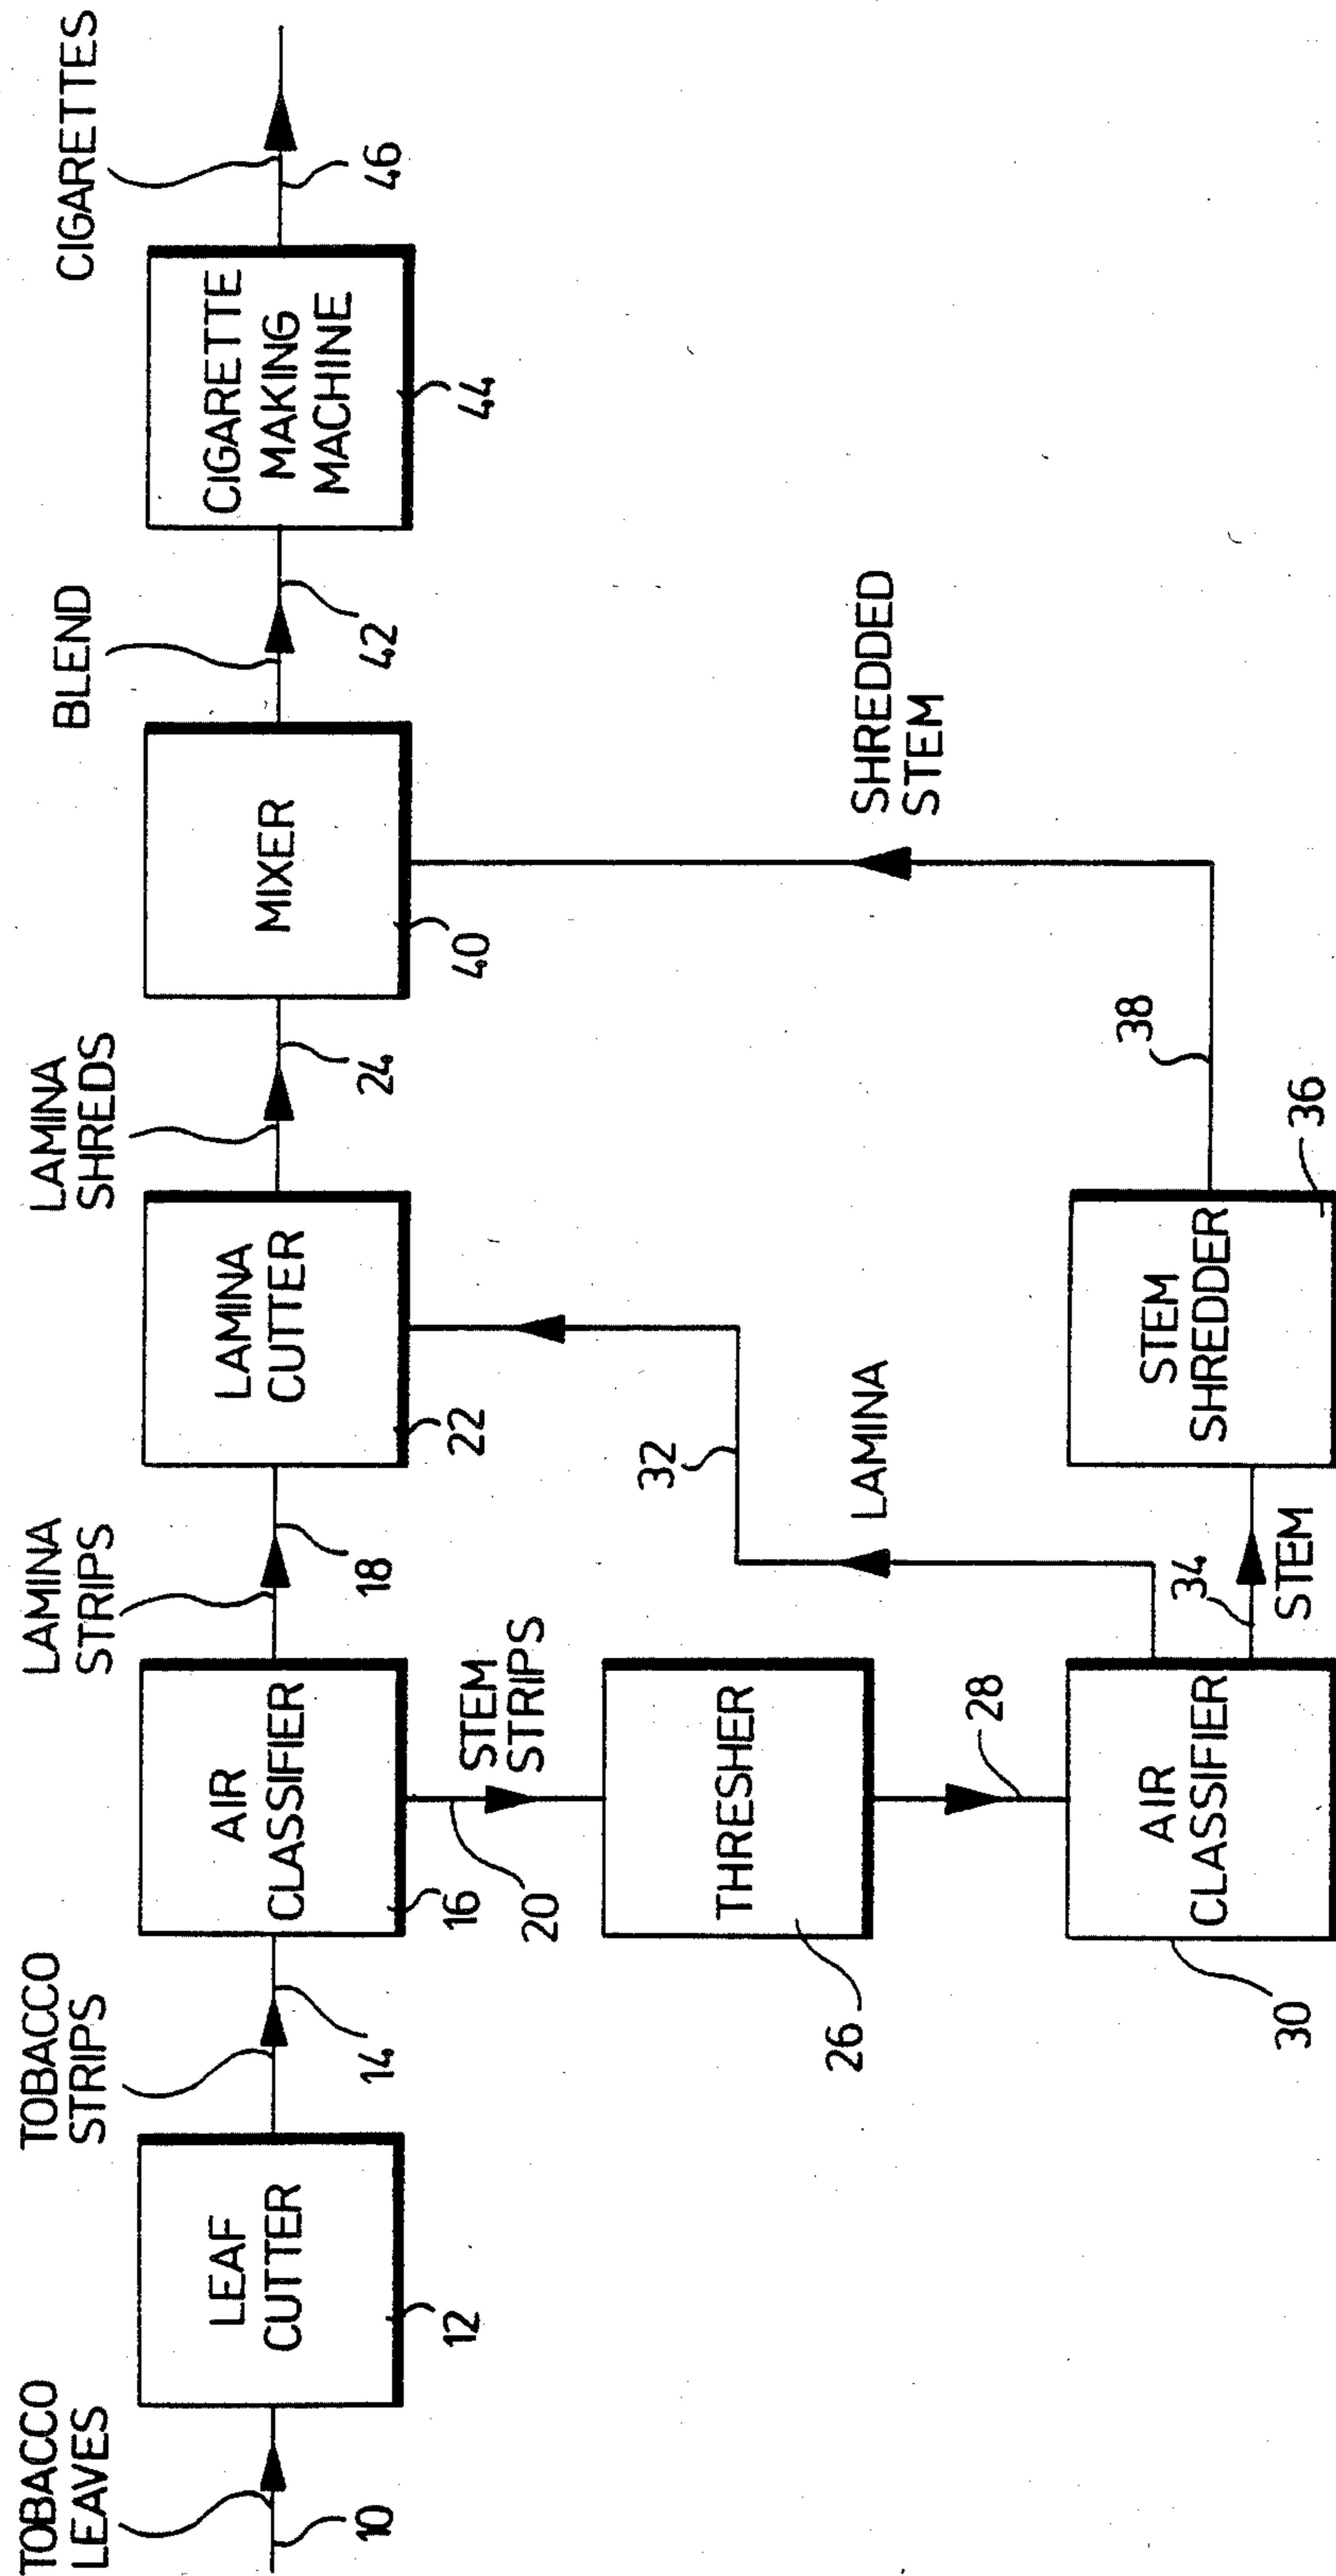 TOBACCO
LEAVES
10
LEAF
CUTTER
12
TOBACCO
STRIPS
14
AIR
CLASSIFIER
16
LAMINA
STRIPS
18
STEM
STRIPS
20
LAMINA
CUTTER
22
LAMINA
SHREDS
24
MIXER
40
BLEND
42
CIGARETTE
MAKING
MACHINE
44
CIGARETTES
46
THRESHER
26
28
AIR
CLASSIFIER
30
LAMINA
32
34
STEM
STEM
SHREDDER
36
38
SHREDDED
STEM